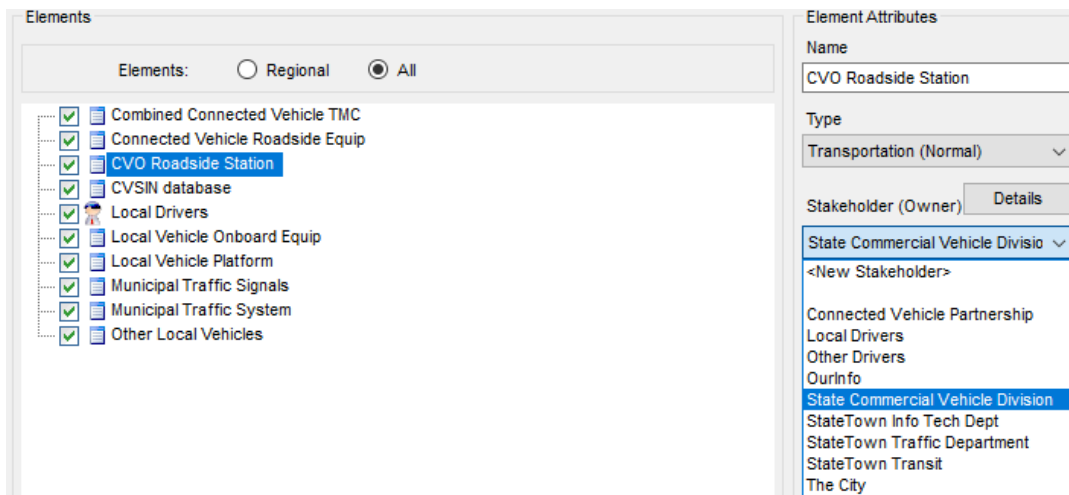 Elements
Elements: Regional All
Combined Connected Vehicle TMC
Connected Vehicle Roadside Equip
CVO Roadside Station
CVSIN database
Local Drivers
Local Vehicle Onboard Equip
Local Vehicle Platform
Municipal Traffic Signals
Municipal Traffic System
Other Local Vehicles
Element Attributes
Name
CVO Roadside Station
Type
Transportation (Normal)
Stakeholder (Owner) Details
State Commercial Vehicle Divisio
<New Stakeholder>
Connected Vehicle Partnership
Local Drivers
Other Drivers
OurInfo
State Commercial Vehicle Division
StateTown Info Tech Dept
StateTown Traffic Department
StateTown Transit
The City